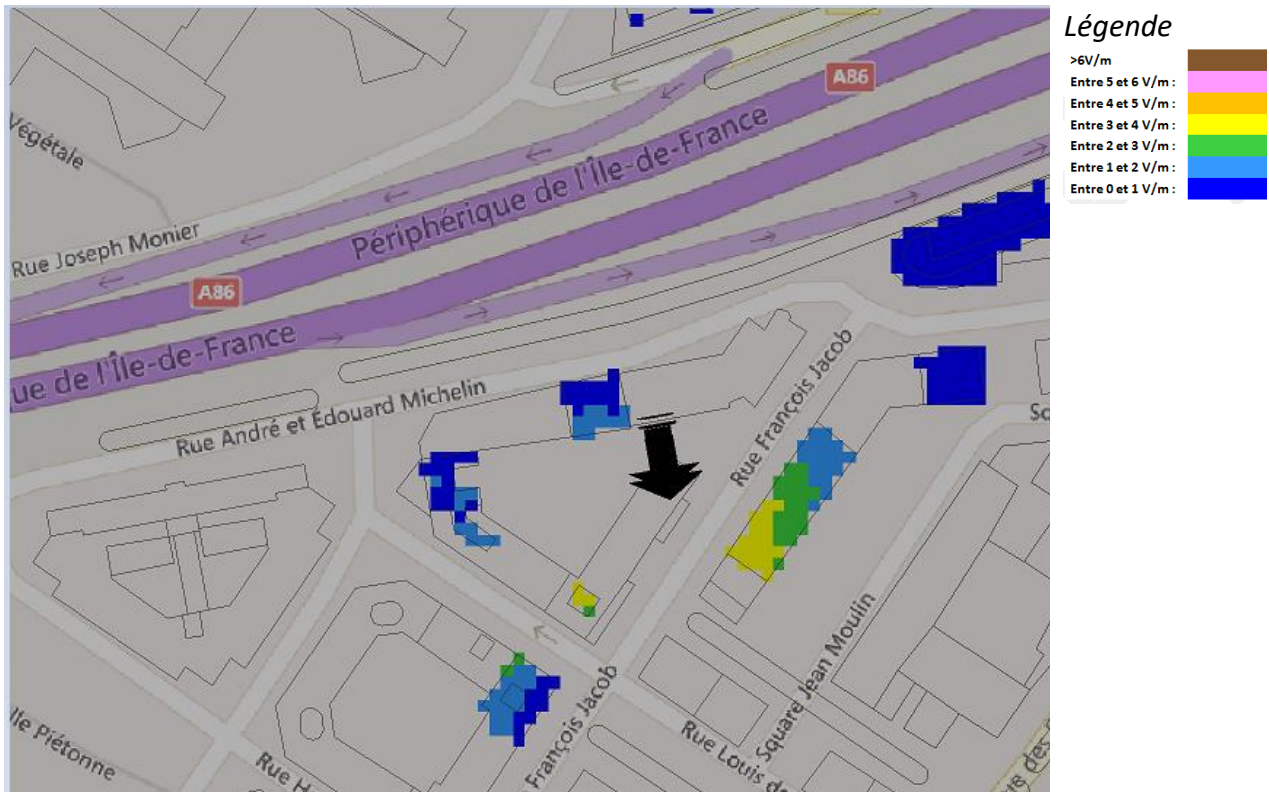 Légende
>6V/m
Entre 5 et 6 V/m :
Entre 4 et 5 V/m :
Entre 3 et 4 V/m :
Entre 2 et 3 V/m :
Entre 1 et 2 V/m :
Entre 0 et 1 V/m :
A86
Végétale
Périphérique de l'Île-de-France
Rue Joseph Monier
A86
ue de l'Île-de-France
Rue André et Édouard Michelin
Rue François Jacob
So
Square Jean Moulin
François Jacob
Rue Louis de
lle Piétonne
Rue H